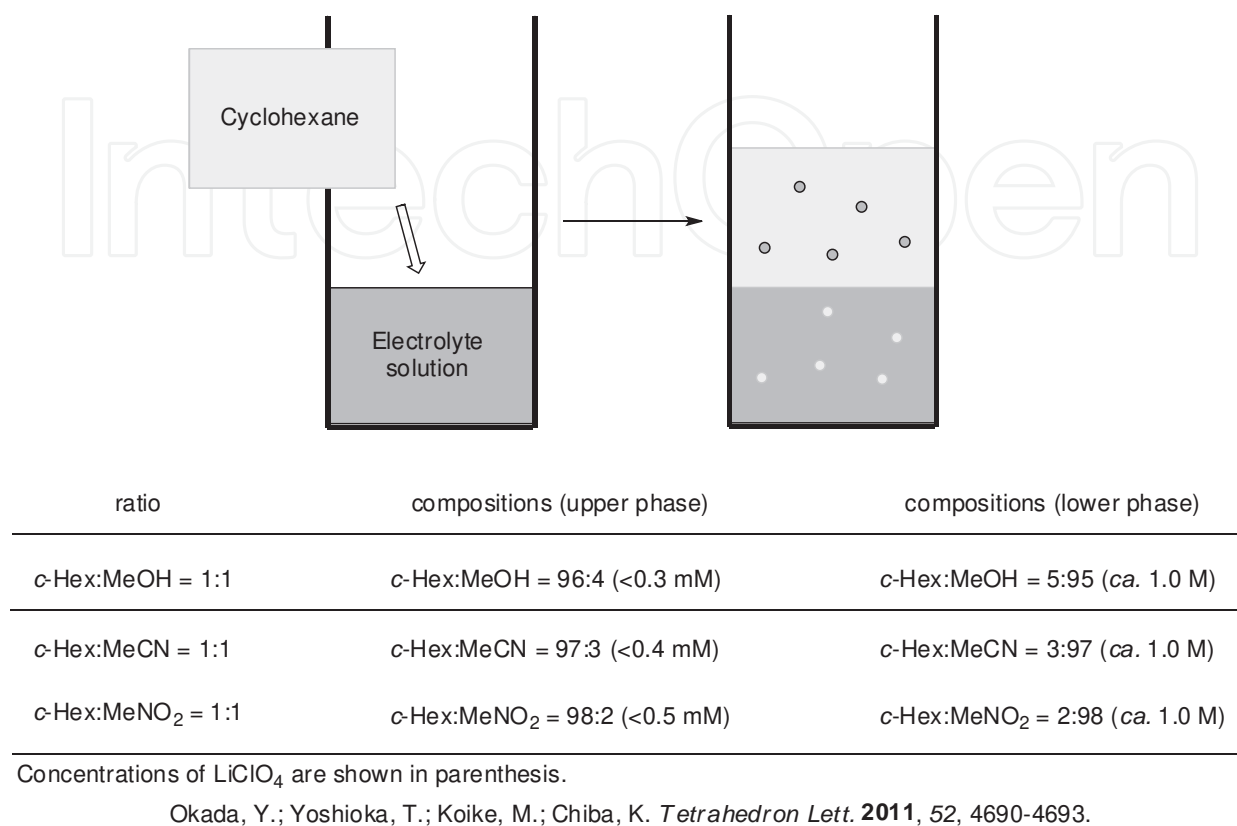 IntechOpen
Cyclohexane
Electrolyte
solution
ratio compositions (upper phase) compositions (lower phase)
c-Hex:MeOH = 1:1 c-Hex:MeOH = 96:4 (<0.3 mM) c-Hex:MeOH = 5:95 (ca. 1.0 M)
c-Hex:MeCN = 1:1 c-Hex:MeCN = 97:3 (<0.4 mM) c-Hex:MeCN = 3:97 (ca. 1.0 M)
c-Hex:MeNO2 = 1:1 c-Hex:MeNO2 = 98:2 (<0.5 mM) c-Hex:MeNO2 = 2:98 (ca. 1.0 M)
Concentrations of LiClO4 are shown in parenthesis.
Okada, Y.; Yoshioka, T.; Koike, M.; Chiba, K. Tetrahedron Lett. 2011, 52, 4690-4693.